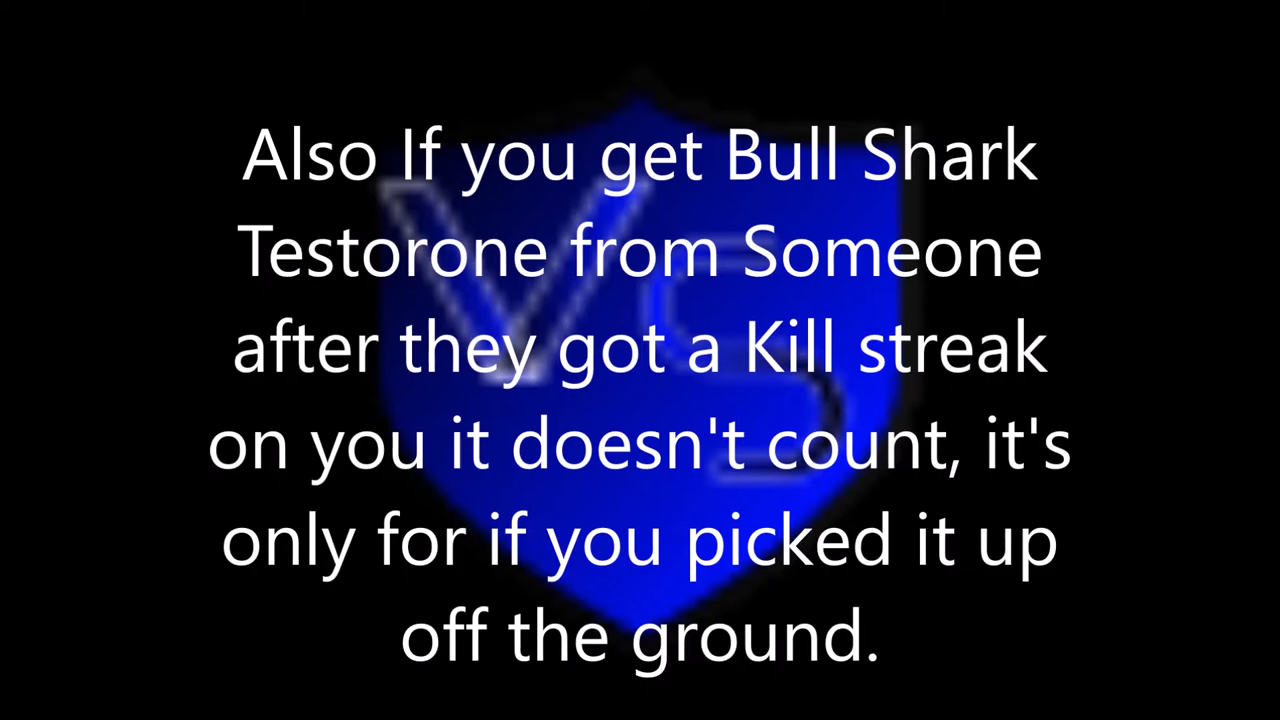 Also If you get Bull Shark
Testorone from Someone
after they got a Kill streak
on you it doesn't count, it's
only for if you picked it up
off the ground.
VS